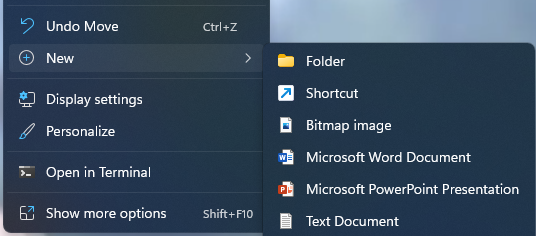 Undo Move Ctrl+Z
New
Display settings
Personalize
Open in Terminal
Show more options Shift+F10
Folder
Shortcut
Bitmap image
Microsoft Word Document
Microsoft PowerPoint Presentation
Text Document